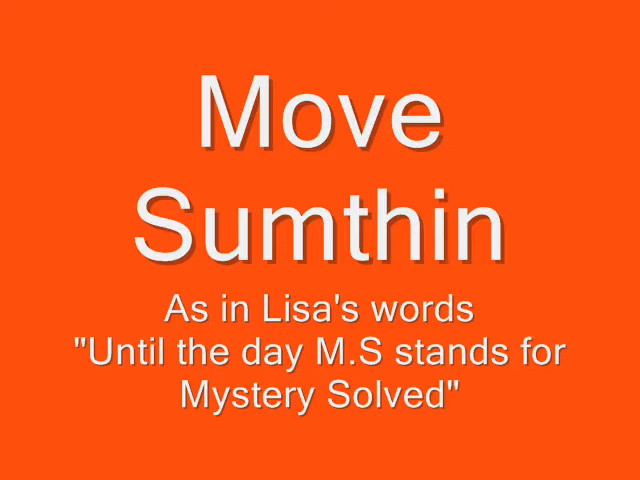 Move
Sumthin
As in Lisa's words
"Until the day M.S stands for
Mystery Solved"